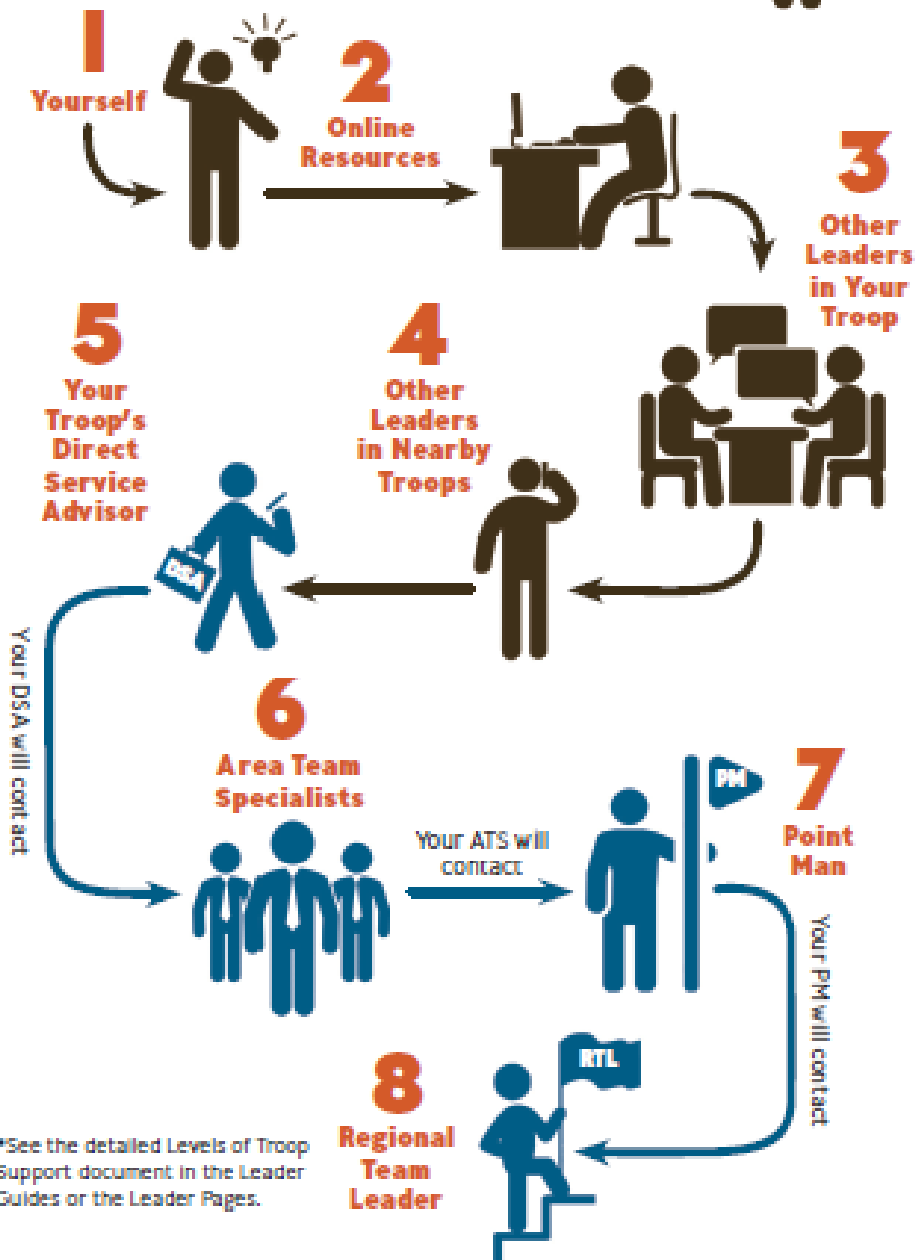 1
Yourself
2
Online
Resources
3
Other
Leaders
in Your
Troop
4
Other
Leaders
in Nearby
Troops
5
Your
Troop's
Direct
Service
Advisor
DSA
Your DSA will contact
6
Area Team
Specialists
Your ATS will
contact
7
Point
Man
PM
Your PM will contact
8
Regional
Team
Leader
RTL
*See the detailed Levels of Troop
Support document in the Leader
Guides or the Leader Pages.